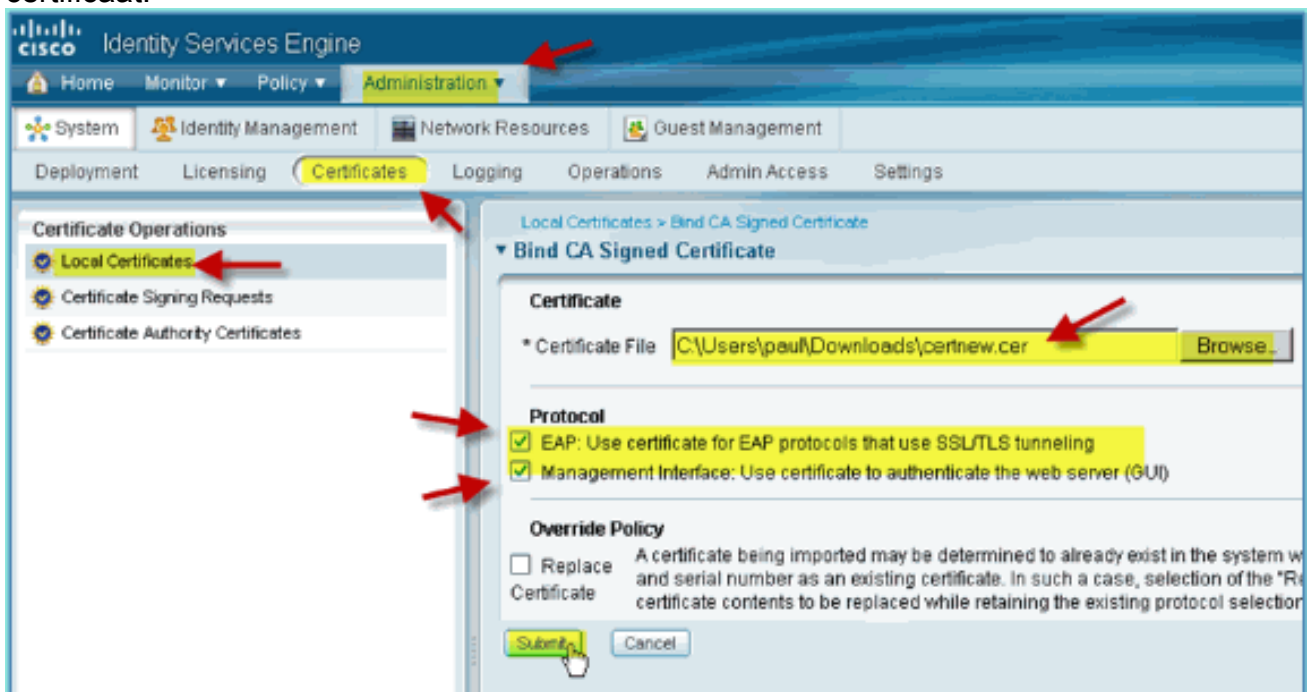 certificaat.
CISCO Identity Services Engine
Home Monitor Policy Administration
System Identity Management Network Resources Guest Management
Deployment Licensing Certificates Logging Operations Admin Access Settings
Certificate Operations
Local Certificates
Certificate Signing Requests
Certificate Authority Certificates
Local Certificates > Bind CA Signed Certificate
Bind CA Signed Certificate
Certificate
* Certificate File C:\Users\paul\Downloads\certnew.cer Browse..
Protocol
EAP: Use certificate for EAP protocols that use SSL/TLS tunneling
Management Interface: Use certificate to authenticate the web server (GUI)
Override Policy
Replace Certificate
A certificate being imported may be determined to already exist in the system w
and serial number as an existing certificate. In such a case, selection of the "Re
certificate contents to be replaced while retaining the existing protocol selection
Submit Cancel